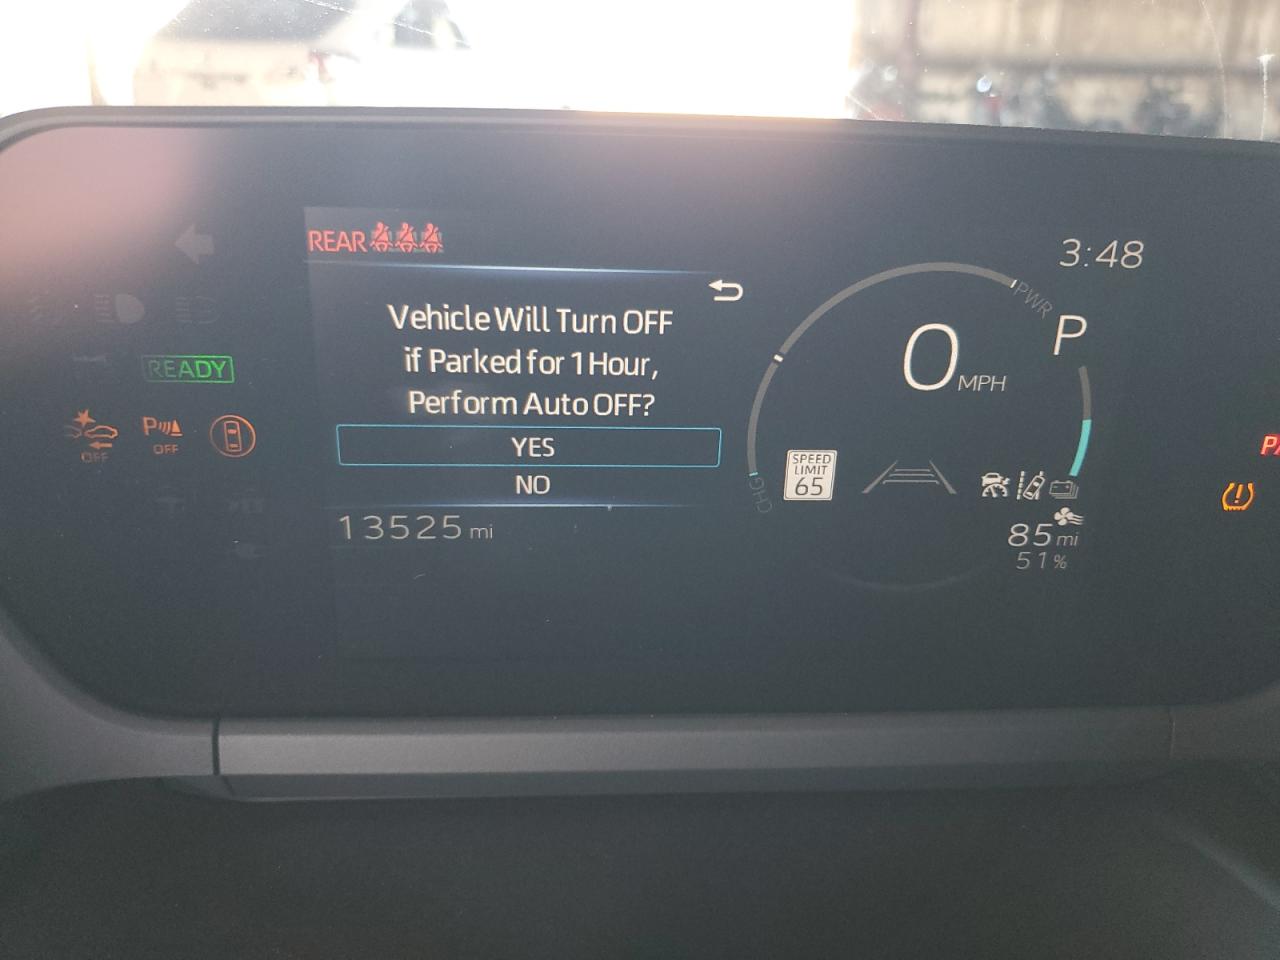 REAR
3:48
Vehicle Will Turn OFF
if Parked for 1 Hour,
Perform Auto OFF?
YES
NO
13525 mi
READY
OFF
P
OFF
PWR
P
0 MPH
SPEED
LIMIT
65
CHG
85 mi
51%